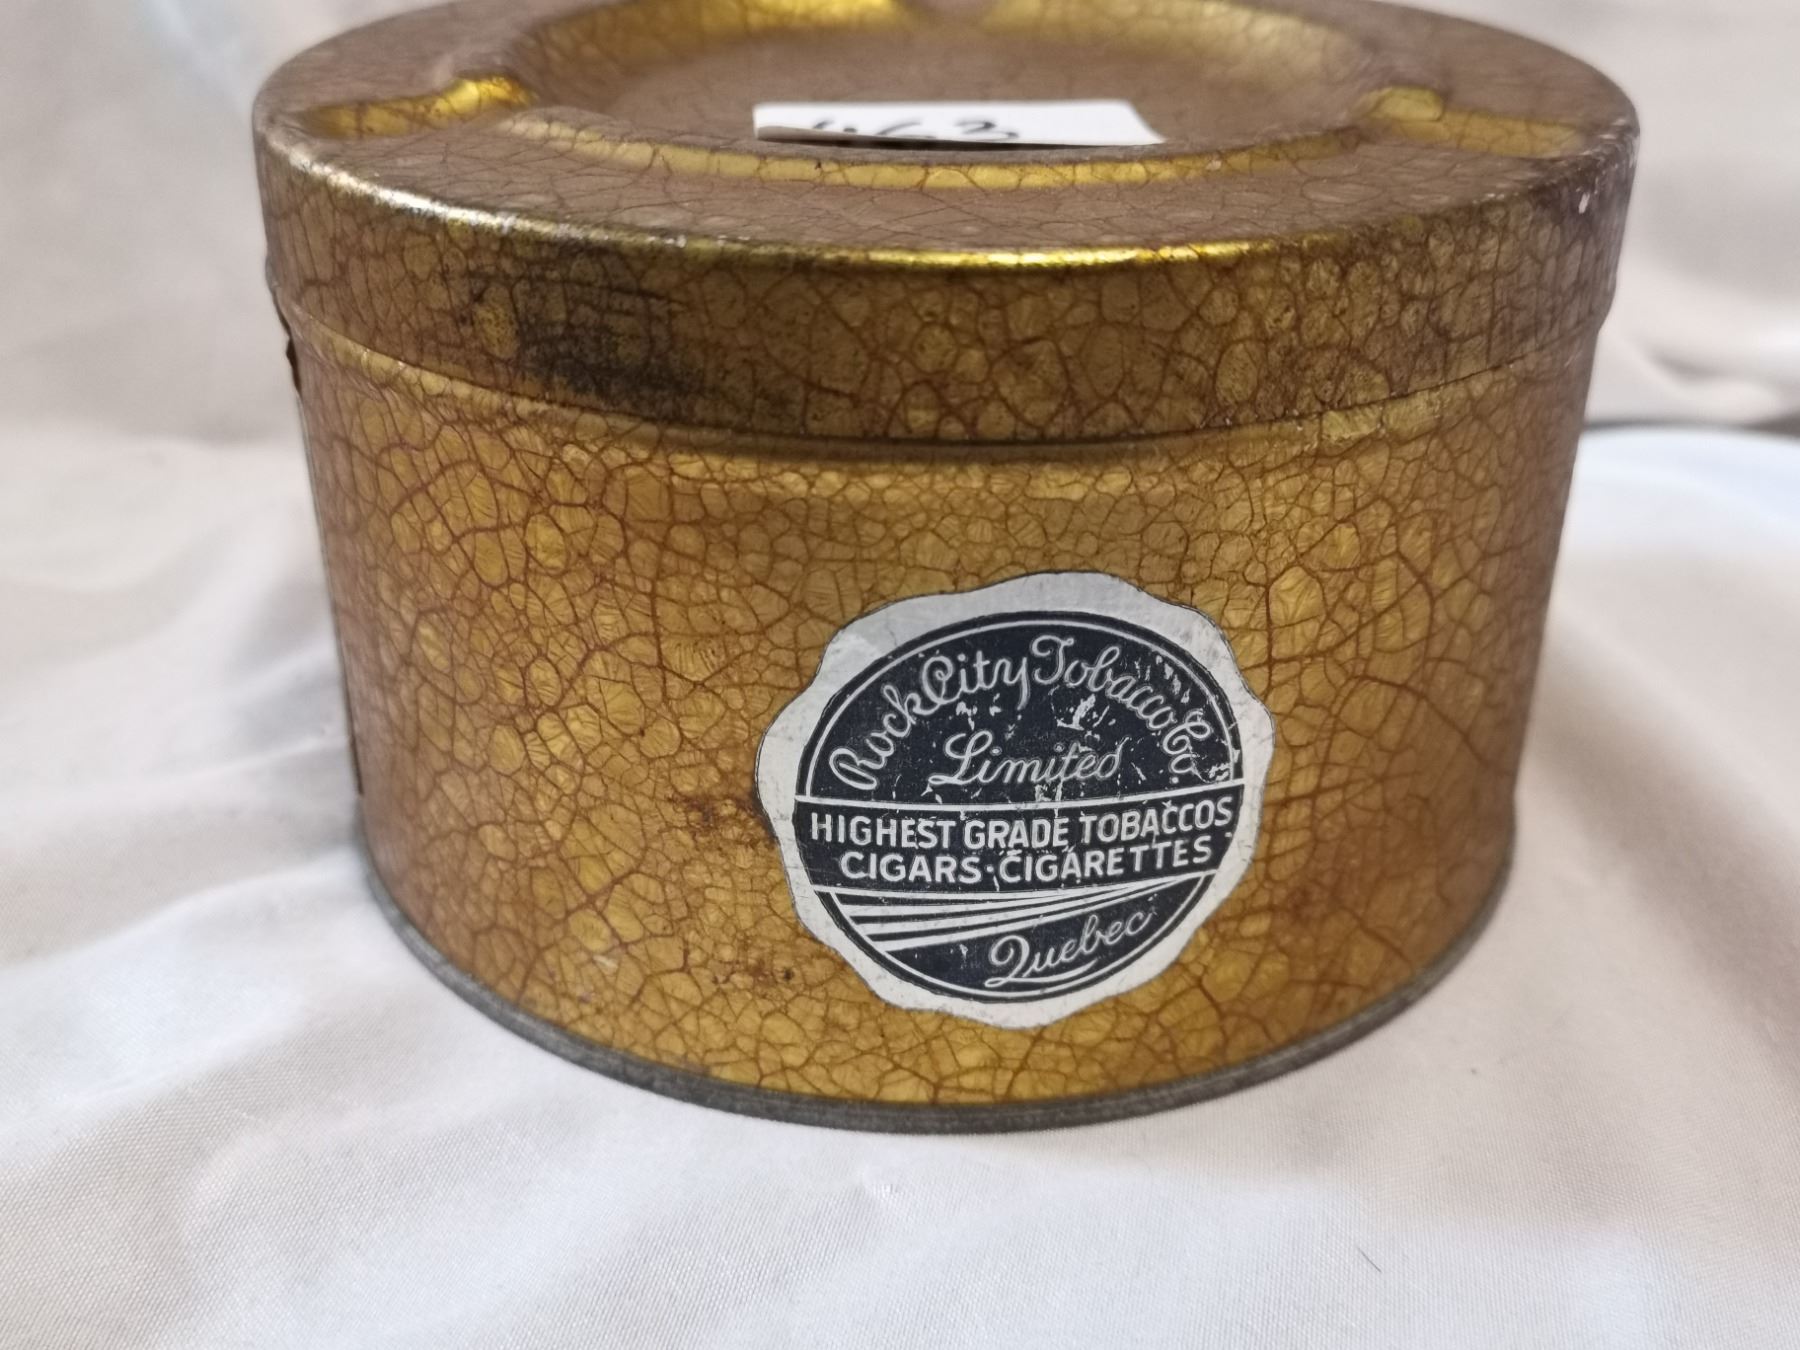 Rock City Tobacco Co.
Limited
HIGHEST GRADE TOBACCOS
CIGARS · CIGARETTES
Quebec